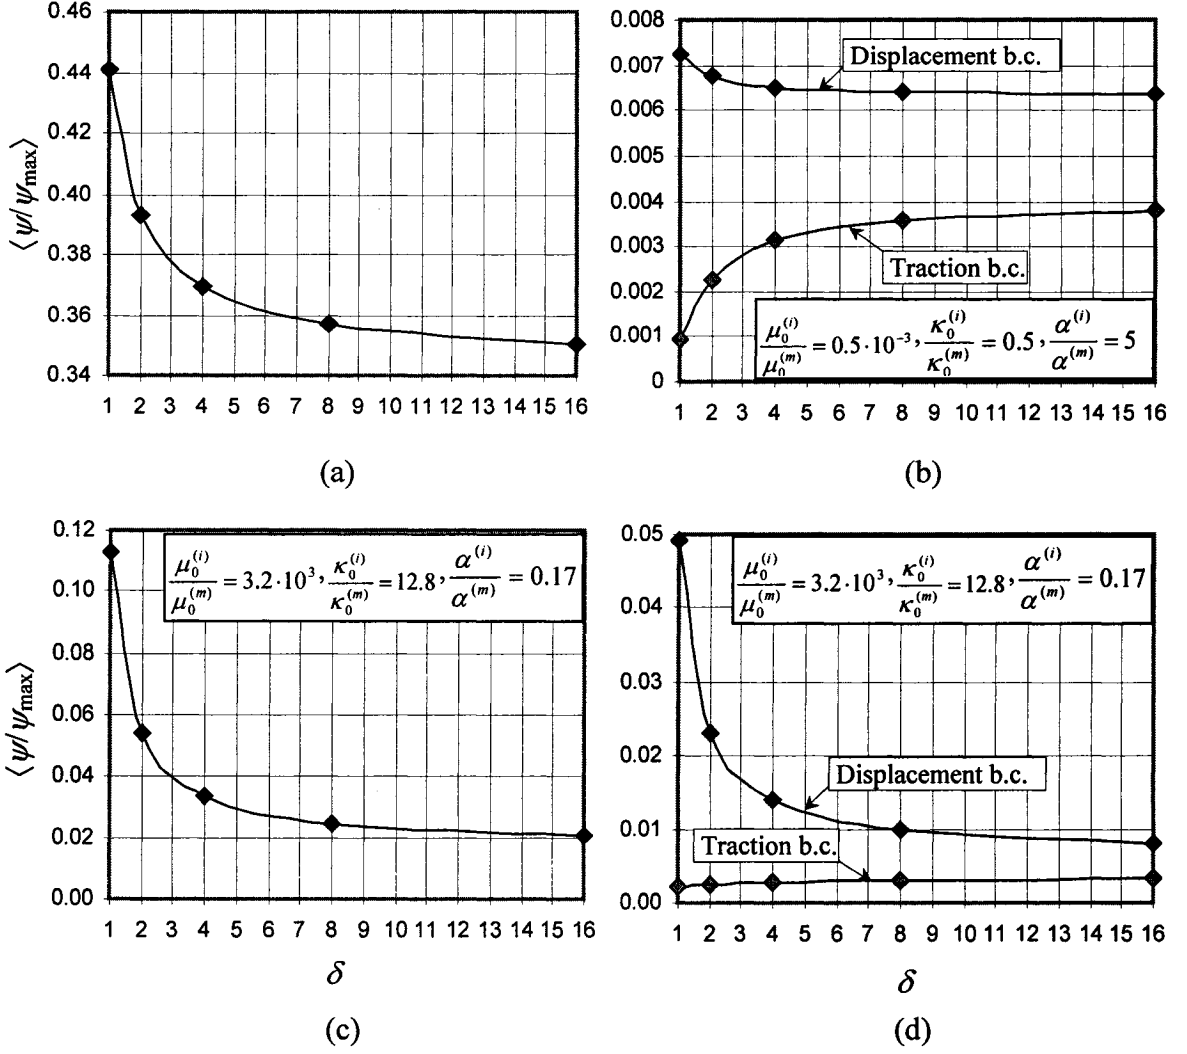 0.46
0.44
0.42
0.40
0.38
0.36
0.34
⟨ψ/ψmax⟩
1 2 3 4 5 6 7 8 9 10 11 12 13 14 15 16
(a)
0.008
0.007
0.006
0.005
0.004
0.003
0.002
0.001
0
Displacement b.c.
Traction b.c.
μ₀⁽ⁱ⁾/μ₀⁽ᵐ⁾ = 0.5·10⁻³, κ₀⁽ⁱ⁾/κ₀⁽ᵐ⁾ = 0.5, α⁽ⁱ⁾/α⁽ᵐ⁾ = 5
1 2 3 4 5 6 7 8 9 10 11 12 13 14 15 16
(b)
0.12
0.10
0.08
0.06
0.04
0.02
0.00
⟨ψ/ψmax⟩
μ₀⁽ⁱ⁾/μ₀⁽ᵐ⁾ = 3.2·10³, κ₀⁽ⁱ⁾/κ₀⁽ᵐ⁾ = 12.8, α⁽ⁱ⁾/α⁽ᵐ⁾ = 0.17
1 2 3 4 5 6 7 8 9 10 11 12 13 14 15 16
δ
(c)
0.05
0.04
0.03
0.02
0.01
0.00
μ₀⁽ⁱ⁾/μ₀⁽ᵐ⁾ = 3.2·10³, κ₀⁽ⁱ⁾/κ₀⁽ᵐ⁾ = 12.8, α⁽ⁱ⁾/α⁽ᵐ⁾ = 0.17
Displacement b.c.
Traction b.c.
1 2 3 4 5 6 7 8 9 10 11 12 13 14 15 16
δ
(d)